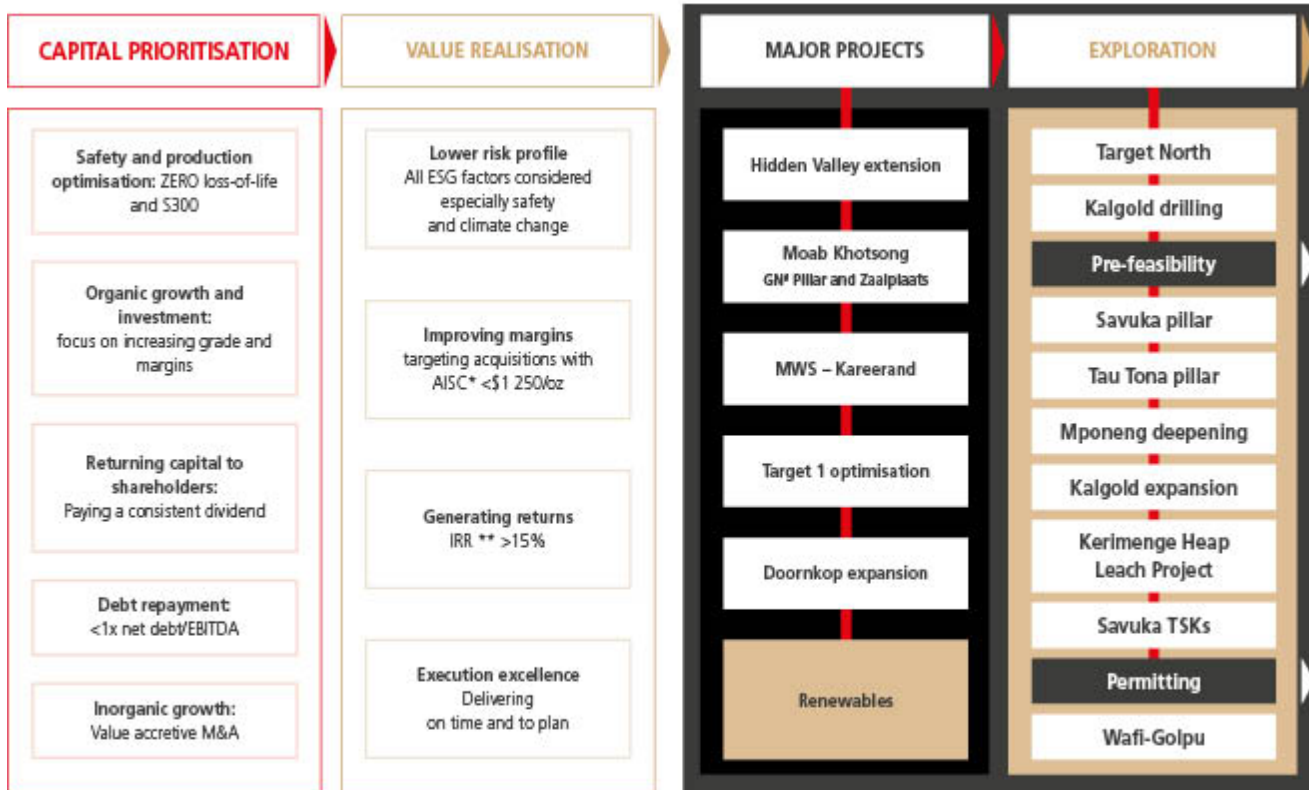 CAPITAL PRIORITISATION
Safety and production
optimisation: ZERO loss-of-life
and S300
Organic growth and
investment:
focus on increasing grade and
margins
Returning capital to
shareholders:
Paying a consistent dividend
Debt repayment:
<1x net debt/EBITDA
Inorganic growth:
Value accretive M&A
VALUE REALISATION
Lower risk profile
All ESG factors considered
especially safety
and climate change
Improving margins
targeting acquisitions with
AISC* <$1 250/oz
Generating returns
IRR ** >15%
Execution excellence
Delivering
on time and to plan
MAJOR PROJECTS
Hidden Valley extension
Moab Khotsong
GN# Pillar and Zaaiplaats
MWS – Kareerand
Target 1 optimisation
Doornkop expansion
Renewables
EXPLORATION
Target North
Kalgold drilling
Pre-feasibility
Savuka pillar
Tau Tona pillar
Mponeng deepening
Kalgold expansion
Kerimenge Heap
Leach Project
Savuka TSKs
Permitting
Wafi-Golpu